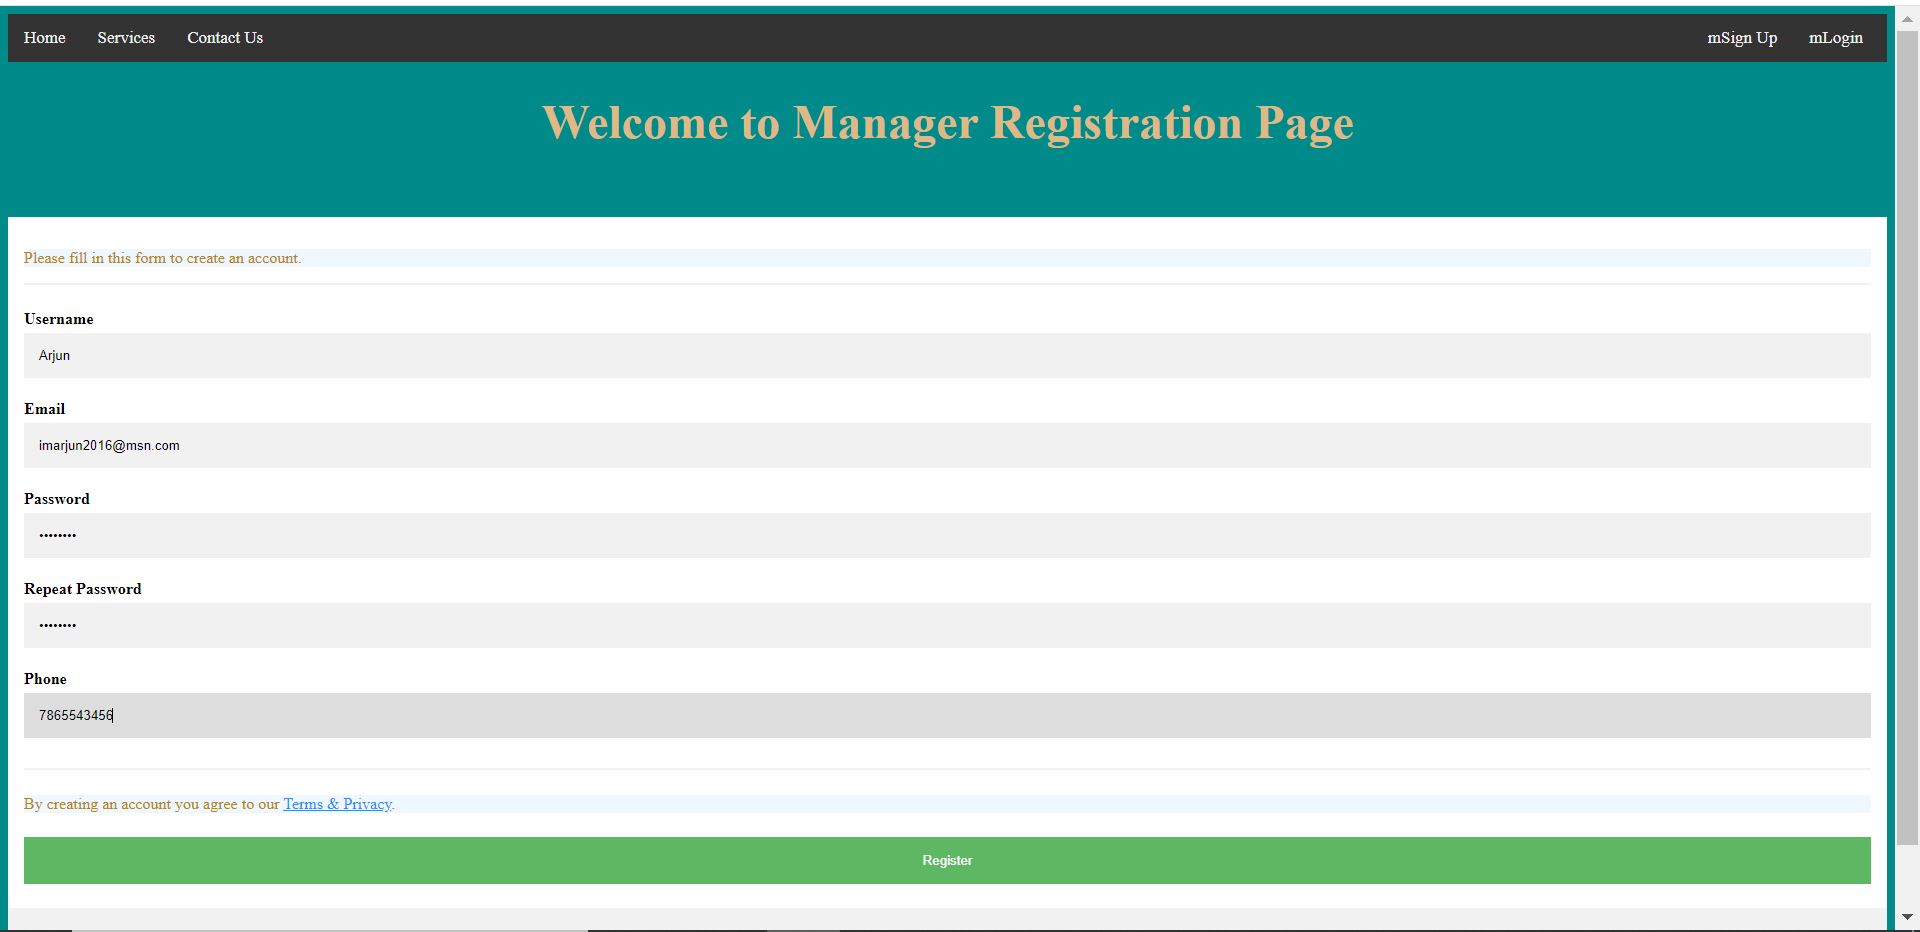 Home Services Contact Us mSign Up mLogin
Welcome to Manager Registration Page
Please fill in this form to create an account.
Username
Arjun
Email
imarjun2016@msn.com
Password
••••••••
Repeat Password
••••••••
Phone
7865543456
By creating an account you agree to our Terms & Privacy.
Register